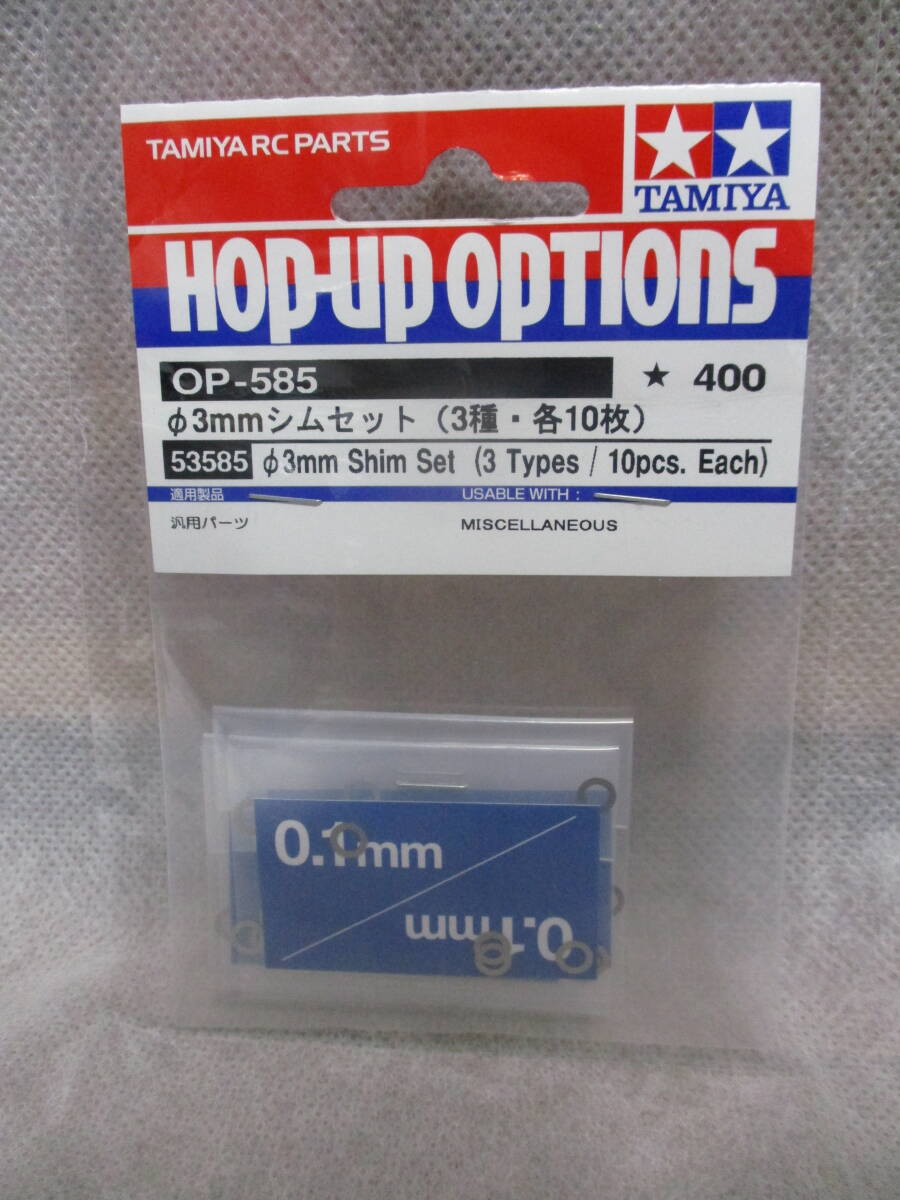 TAMIYA RC PARTS
TAMIYA
HOP-UP OPTIONS
OP-585 ★ 400
φ3mmシムセット（3種・各10枚）
53585 φ3mm Shim Set (3 Types / 10pcs. Each)
適用製品 USABLE WITH :
汎用パーツ MISCELLANEOUS
0.1mm
0.1mm